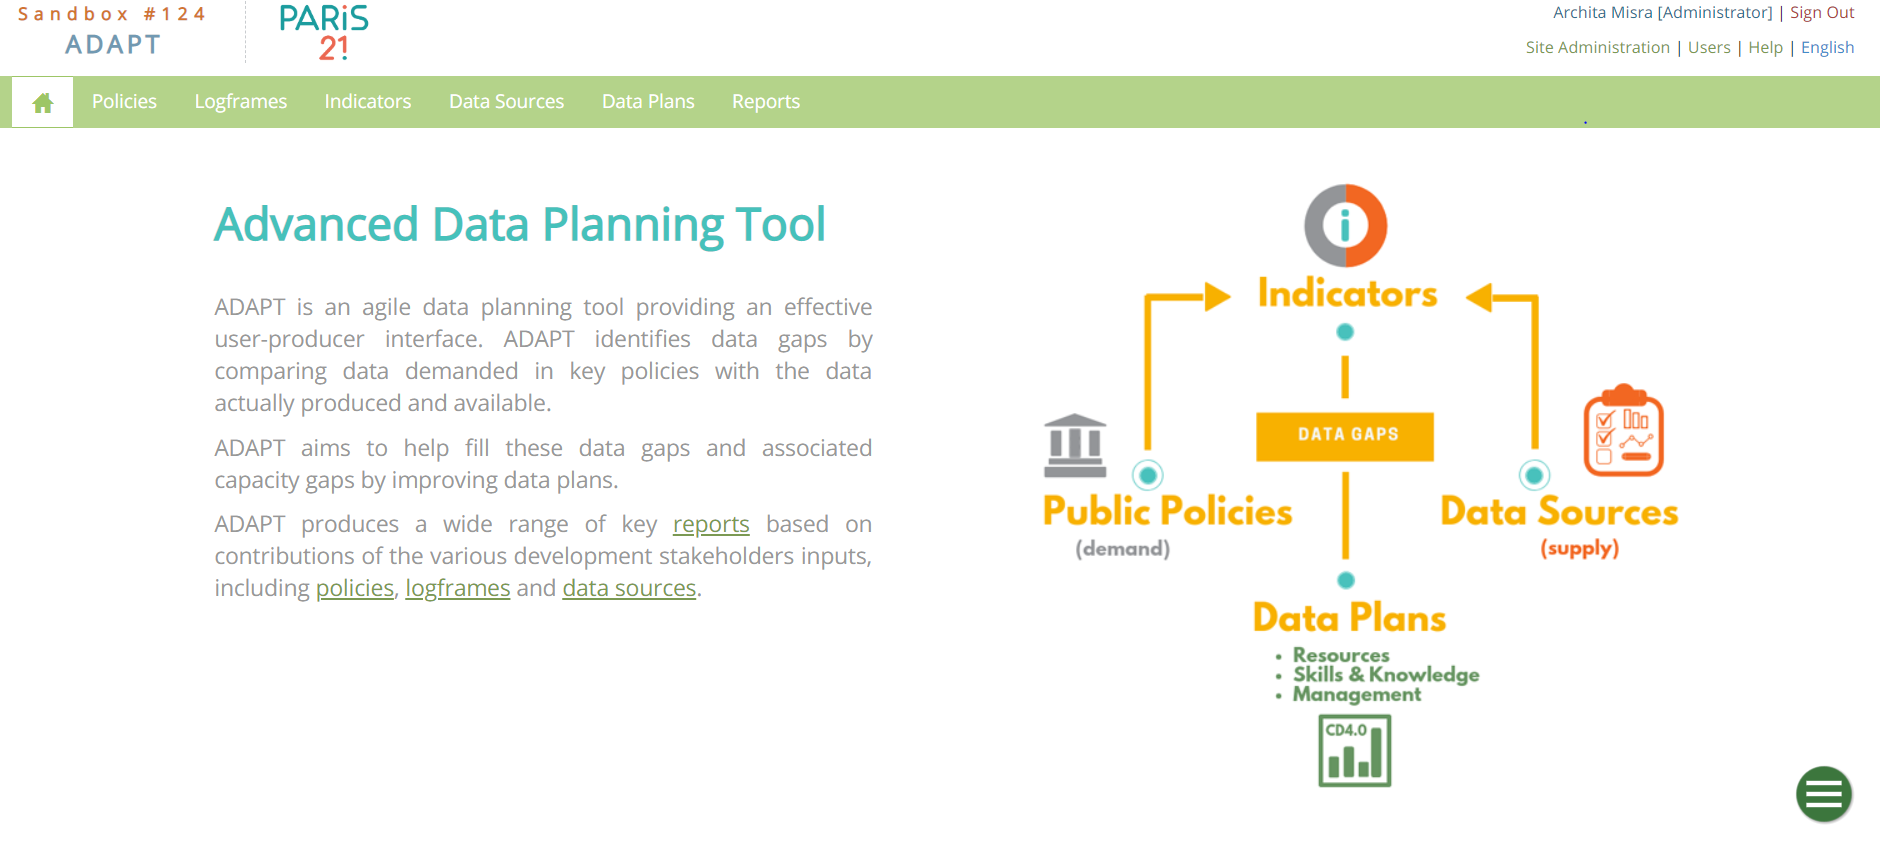 Sandbox #124
ADAPT
PARiS
21
Archita Misra [Administrator] | Sign Out
Site Administration | Users | Help | English
Policies Logframes Indicators Data Sources Data Plans Reports
Advanced Data Planning Tool
ADAPT is an agile data planning tool providing an effective
user-producer interface. ADAPT identifies data gaps by
comparing data demanded in key policies with the data
actually produced and available.
ADAPT aims to help fill these data gaps and associated
capacity gaps by improving data plans.
ADAPT produces a wide range of key reports based on
contributions of the various development stakeholders inputs,
including policies, logframes and data sources.
i
Indicators
DATA GAPS
Public Policies
(demand)
Data Sources
(supply)
Data Plans
• Resources
• Skills & Knowledge
• Management
CD4.0